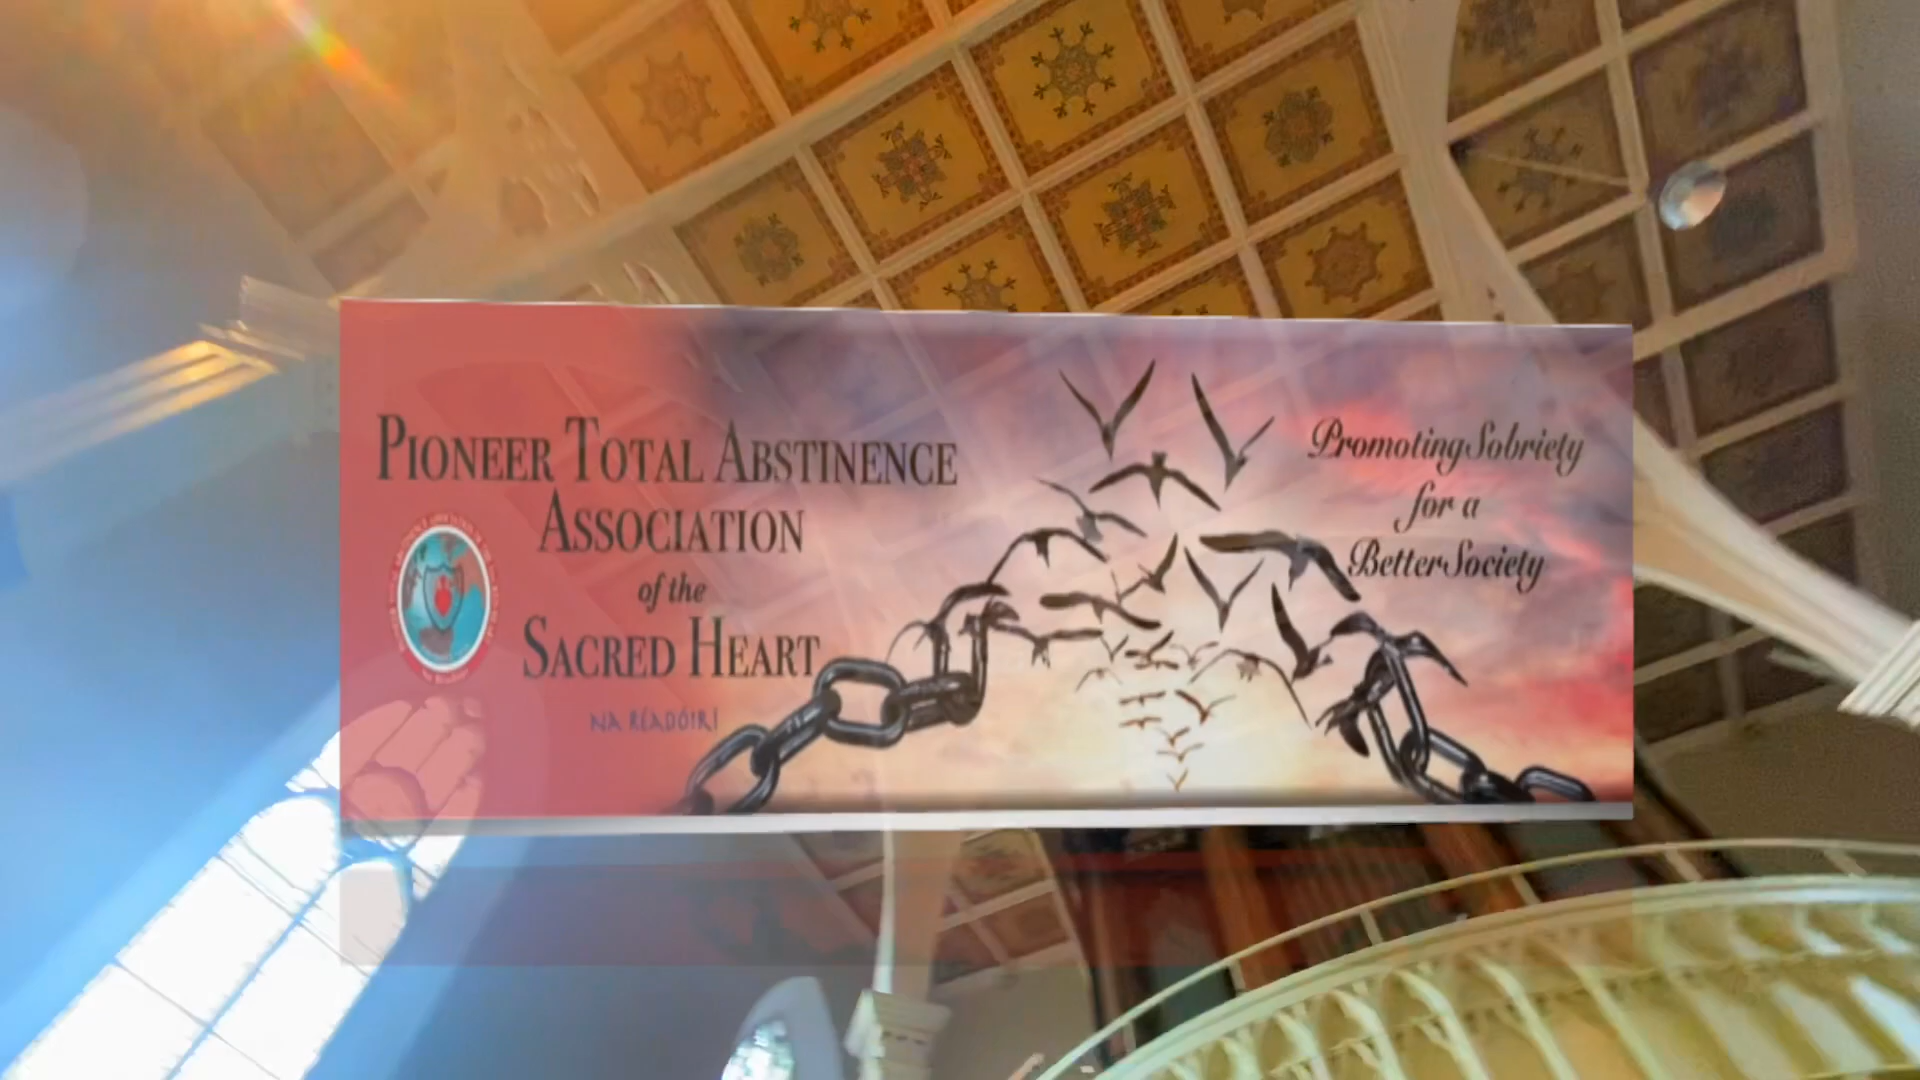 PIONEER TOTAL ABSTINENCE
ASSOCIATION
of the
SACRED HEART
NA RÉADÓIRÍ
Promoting Sobriety
for a
Better Society